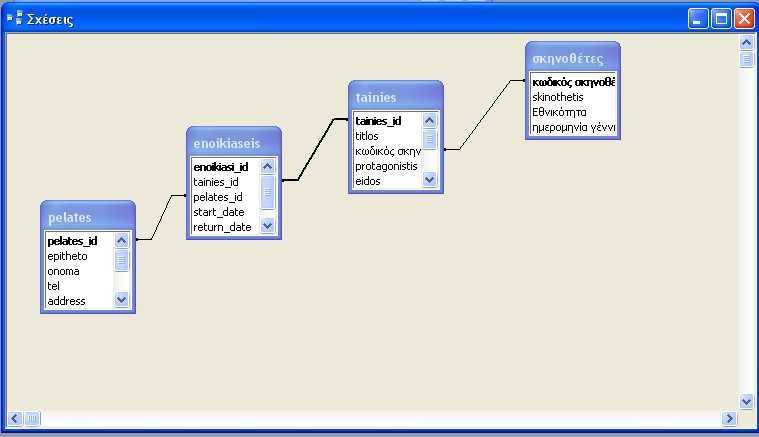 Σχέσεις
pelates
pelates_id
epitheto
onoma
tel
address
enoikiaseis
enoikiasi_id
tainies_id
pelates_id
start_date
return_date
tainies
tainies_id
titlos
κωδικός σκην
protagonistis
eidos
σκηνοθέτες
κωδικός σκηνοθέ
skinothetis
Εθνικότητα
ημερομηνία γέννι